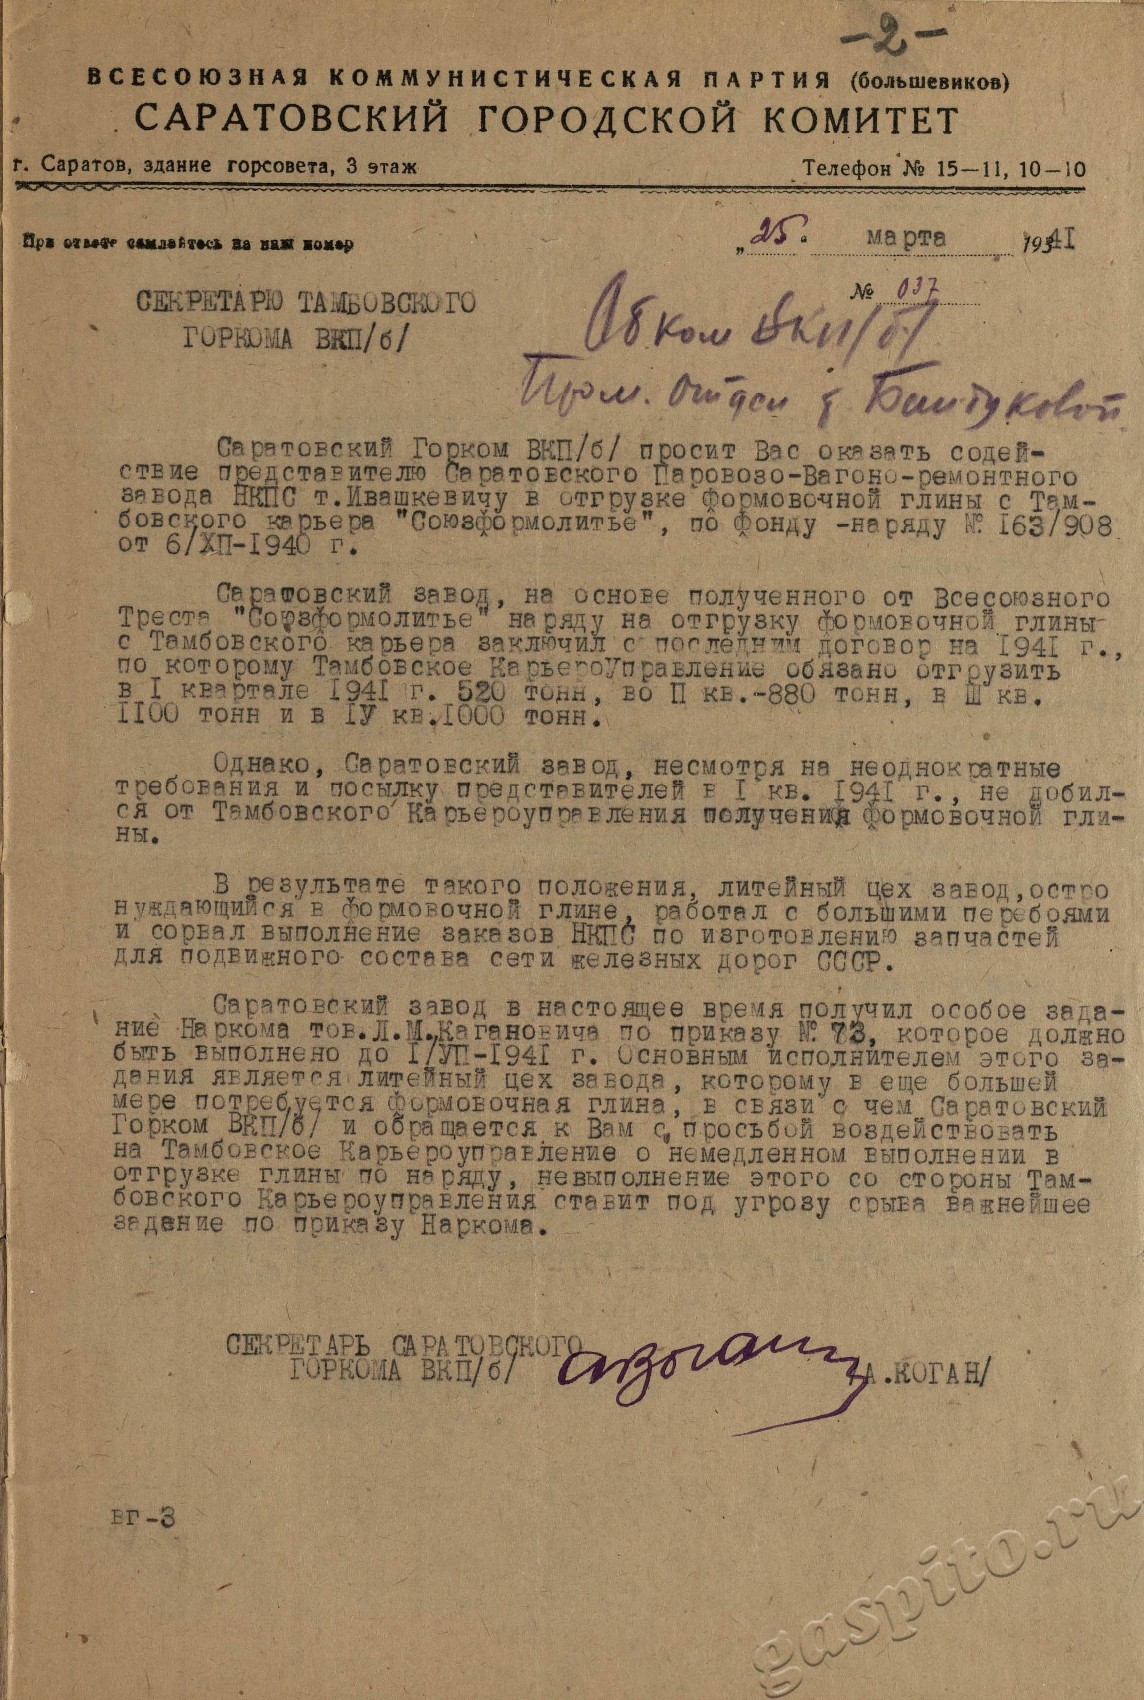 -2-
ВСЕСОЮЗНАЯ КОММУНИСТИЧЕСКАЯ ПАРТИЯ (большевиков)
САРАТОВСКИЙ ГОРОДСКОЙ КОМИТЕТ
г. Саратов, здание горсовета, 3 этаж Телефон № 15—11, 10—10
При ответе ссылайтесь на наш номер
„25" марта 1941
№ 037
СЕКРЕТАРЮ ТАМБОВСКОГО
ГОРКОМА ВКП/б/
Обком ВКП/б/
Пром. отдел т.
Саратовский Горком ВКП/б/ просит Вас оказать содей-
ствие представителю Саратовского Паровозо-Вагоно-ремонтного
завода НКПС т.Ивашкевичу в отгрузке формовочной глины с Там-
бовского карьера "Союзформолитье", по фонду -наряду № 163/908
от 6/ХП-1940 г.
Саратовский завод, на основе полученного от Всесоюзного
Треста "Союзформолитье" наряду на отгрузку формовочной глины
с Тамбовского карьера заключил с последним договор на 1941 г.,
по которому Тамбовское КарьероУправление обязано отгрузить
в I квартале 1941 г. 520 тонн, во П кв.-880 тонн, в Ш кв.
1100 тонн и в IУ кв.1000 тонн.
Однако, Саратовский завод, несмотря на неоднократные
требования и посылку представителей в I кв. 1941 г., не добил-
ся от Тамбовского Карьероуправления получения формовочной гли-
ны.
В результате такого положения, литейный цех завод,остро
нуждающийся в формовочной глине, работал с большими перебоями
и сорвал выполнение заказов НКПС по изготовлению запчастей
для подвижного состава сети железных дорог СССР.
Саратовский завод в настоящее время получил особое зада-
ние Наркома тов.Л.М.Кагановича по приказу № 73, которое должно
быть выполнено до I/УП-1941 г. Основным исполнителем этого за-
дания является литейный цех завода, которому в еще большей
мере потребуется формовочная глина, в связи с чем Саратовский
Горком ВКП/б/ и обращается к Вам с просьбой воздействовать
на Тамбовское Карьероуправление о немедленном выполнении в
отгрузке глины по наряду, невыполнение этого со стороны Там-
бовского Карьероуправления ставит под угрозу срыва важнейшее
задание по приказу Наркома.
СЕКРЕТАРЬ САРАТОВСКОГО
ГОРКОМА ВКП/б/ /А.КОГАН/
вг-3
gaspito.ru